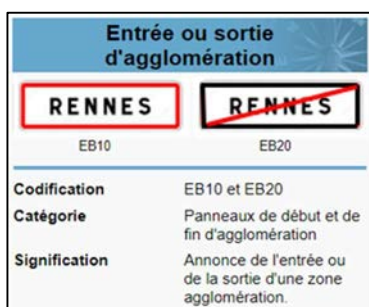 Entrée ou sortie
d'agglomération
RENNES
RENNES
EB10
EB20
Codification
EB10 et EB20
Catégorie
Panneaux de début et de
fin d'agglomération
Signification
Annonce de l'entrée ou
de la sortie d'une zone
agglomération.